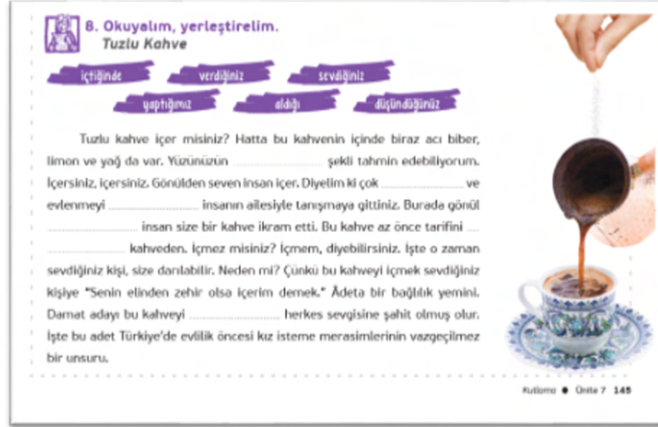 8. Okuyalım, yerleştirelim.
Tuzlu Kahve
içtiğinde verdiğiniz sevdiğiniz
yaptığımız aldığı düşündüğünüz
Tuzlu kahve içer misiniz? Hatta bu kahvenin içinde biraz acı biber,
limon ve yağ da var. Yüzünüzün ............ şekli tahmin edebiliyorum.
İçersiniz, içersiniz. Gönülden seven insan içer. Diyelim ki çok ............ ve
evlenmeyi ............ insanın ailesiyle tanışmaya gittiniz. Burada gönül
............ insan size bir kahve ikram etti. Bu kahve az önce tarifini ....
............ kahveden. İçmez misiniz? İçmem, diyebilirsiniz. İşte o zaman
sevdiğiniz kişi, size darılabilir. Neden mi? Çünkü bu kahveyi içmek sevdiğiniz
kişiye "Senin elinden zehir olsa içerim demek." Âdeta bir bağlılık yemini.
Damat adayı bu kahveyi ............ herkes sevgisine şahit olmuş olur.
İşte bu adet Türkiye'de evlilik öncesi kız isteme merasimlerinin vazgeçilmez
bir unsuru.
Kutlama ● Ünite 7 145